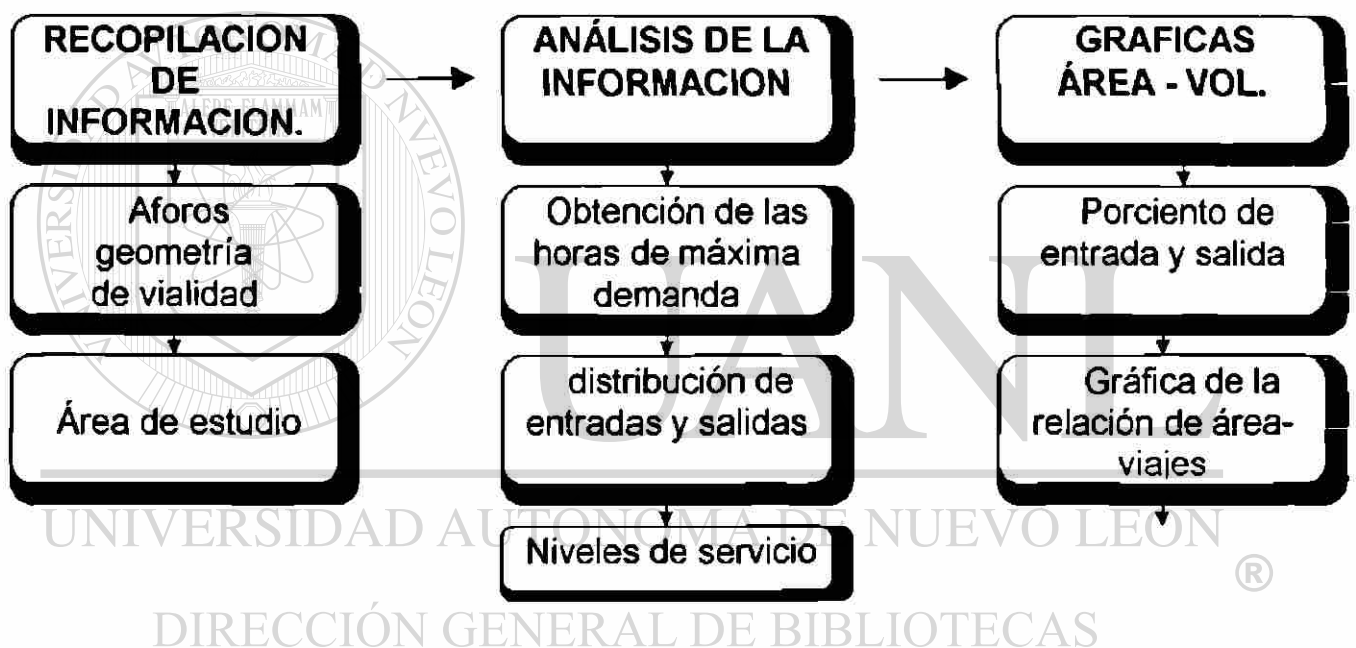 RECOPILACION
DE
INFORMACION.
ANÁLISIS DE LA
INFORMACION
GRAFICAS
ÁREA - VOL.
Aforos
geometría
de vialidad
Obtención de las
horas de máxima
demanda
Porciento de
entrada y salida
Área de estudio
distribución de
entradas y salidas
Gráfica de la
relación de área-
viajes
Niveles de servicio
UANL
UNIVERSIDAD AUTÓNOMA DE NUEVO LEÓN
®
DIRECCIÓN GENERAL DE BIBLIOTECAS